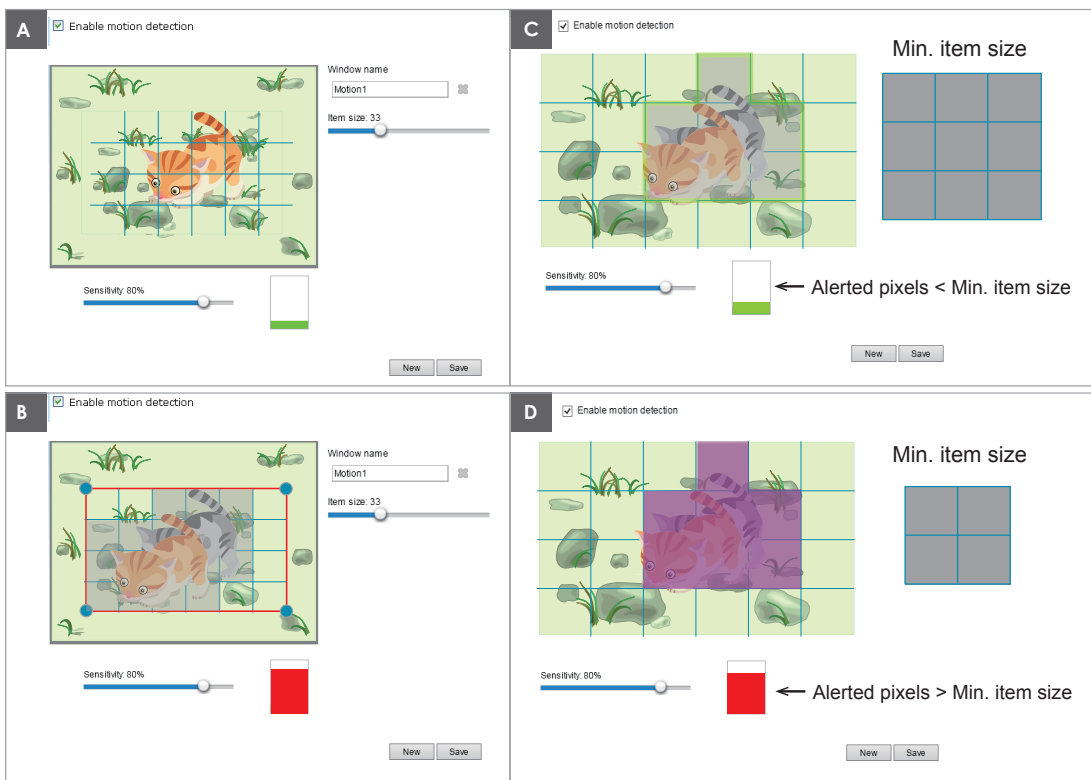 A
Enable motion detection
Window name
Motion1
Item size: 33
Sensitivity: 80%
New
Save
C
Enable motion detection
Min. item size
Sensitivity: 80%
Alerted pixels < Min. item size
New
Save
B
Enable motion detection
Window name
Motion1
Item size: 33
Sensitivity: 80%
New
Save
D
Enable motion detection
Min. item size
Sensitivity: 80%
Alerted pixels > Min. item size
New
Save